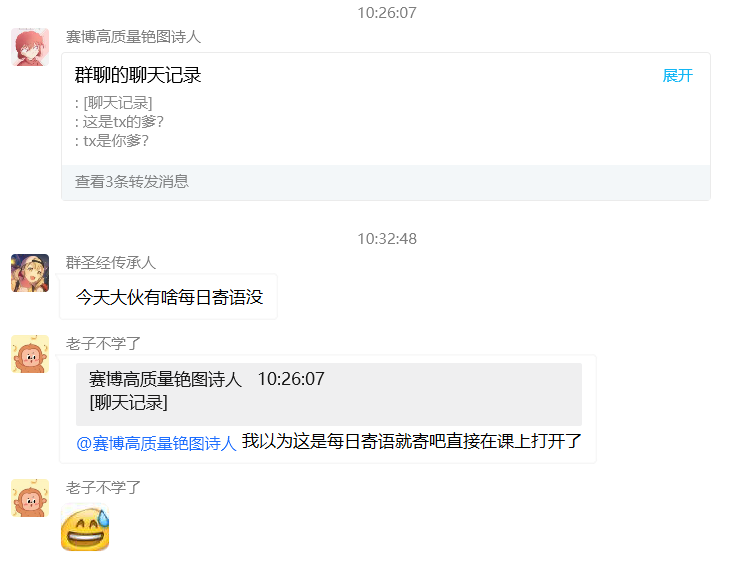 10:26:07
赛博高质量铯图诗人
群聊的聊天记录
展开
: [聊天记录]
: 这是tx的爹?
: tx是你爹?
查看3条转发消息
10:32:48
群圣经传承人
今天大伙有啥每日寄语没
老子不学了
赛博高质量铯图诗人 10:26:07
[聊天记录]
@赛博高质量铯图诗人 我以为这是每日寄语就寄吧直接在课上打开了
老子不学了